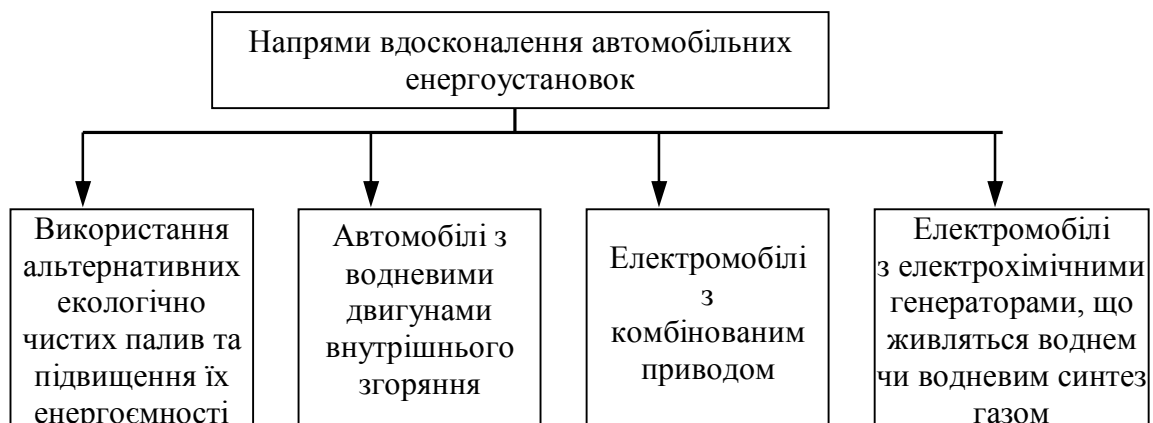 Напрями вдосконалення автомобільних
енергоустановок
Використання
альтернативних
екологічно
чистих палив та
підвищення їх
енергоємності
Автомобілі з
водневими
двигунами
внутрішнього
згоряння
Електромобілі
з
комбінованим
приводом
Електромобілі
з електрохімічними
генераторами, що
живляться воднем
чи водневим синтез
газом